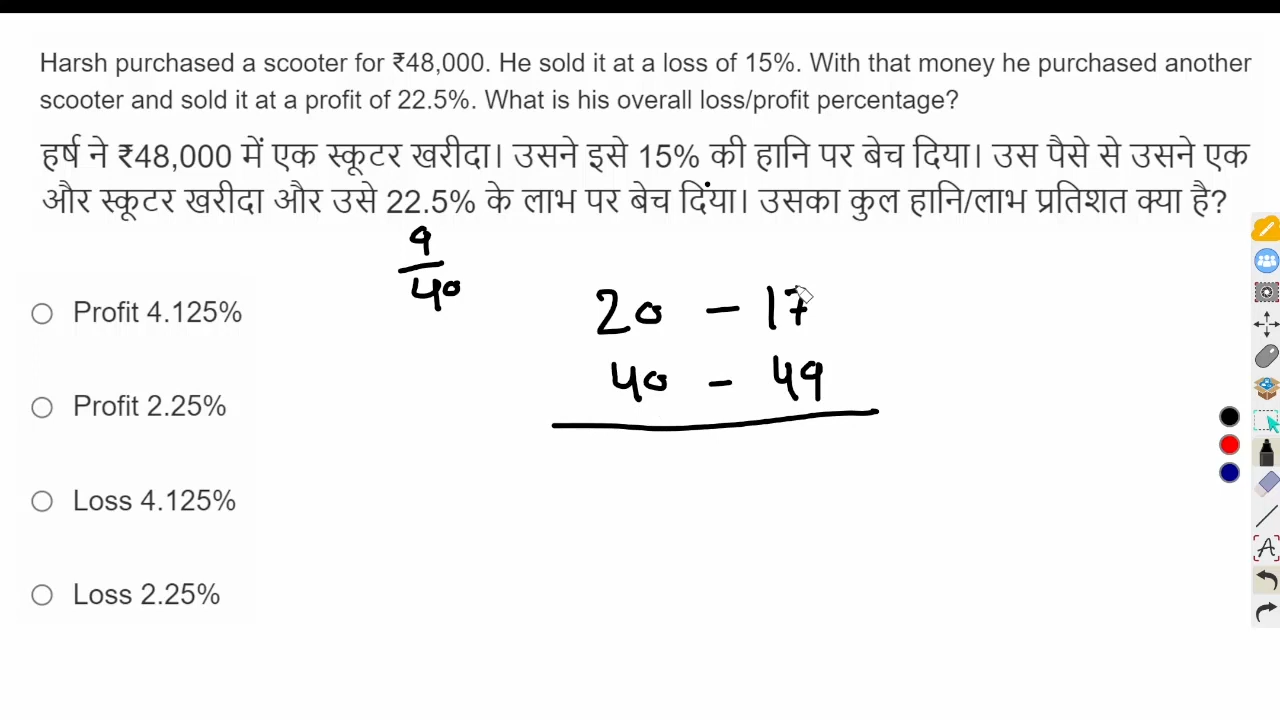 Harsh purchased a scooter for ₹48,000. He sold it at a loss of 15%. With that money he purchased another
scooter and sold it at a profit of 22.5%. What is his overall loss/profit percentage?
हर्ष ने ₹48,000 में एक स्कूटर खरीदा। उसने इसे 15% की हानि पर बेच दिया। उस पैसे से उसने एक
और स्कूटर खरीदा और उसे 22.5% के लाभ पर बेच दिया। उसका कुल हानि/लाभ प्रतिशत क्या है?
9
40
20 – 17
40 – 49
Profit 4.125%
Profit 2.25%
Loss 4.125%
Loss 2.25%